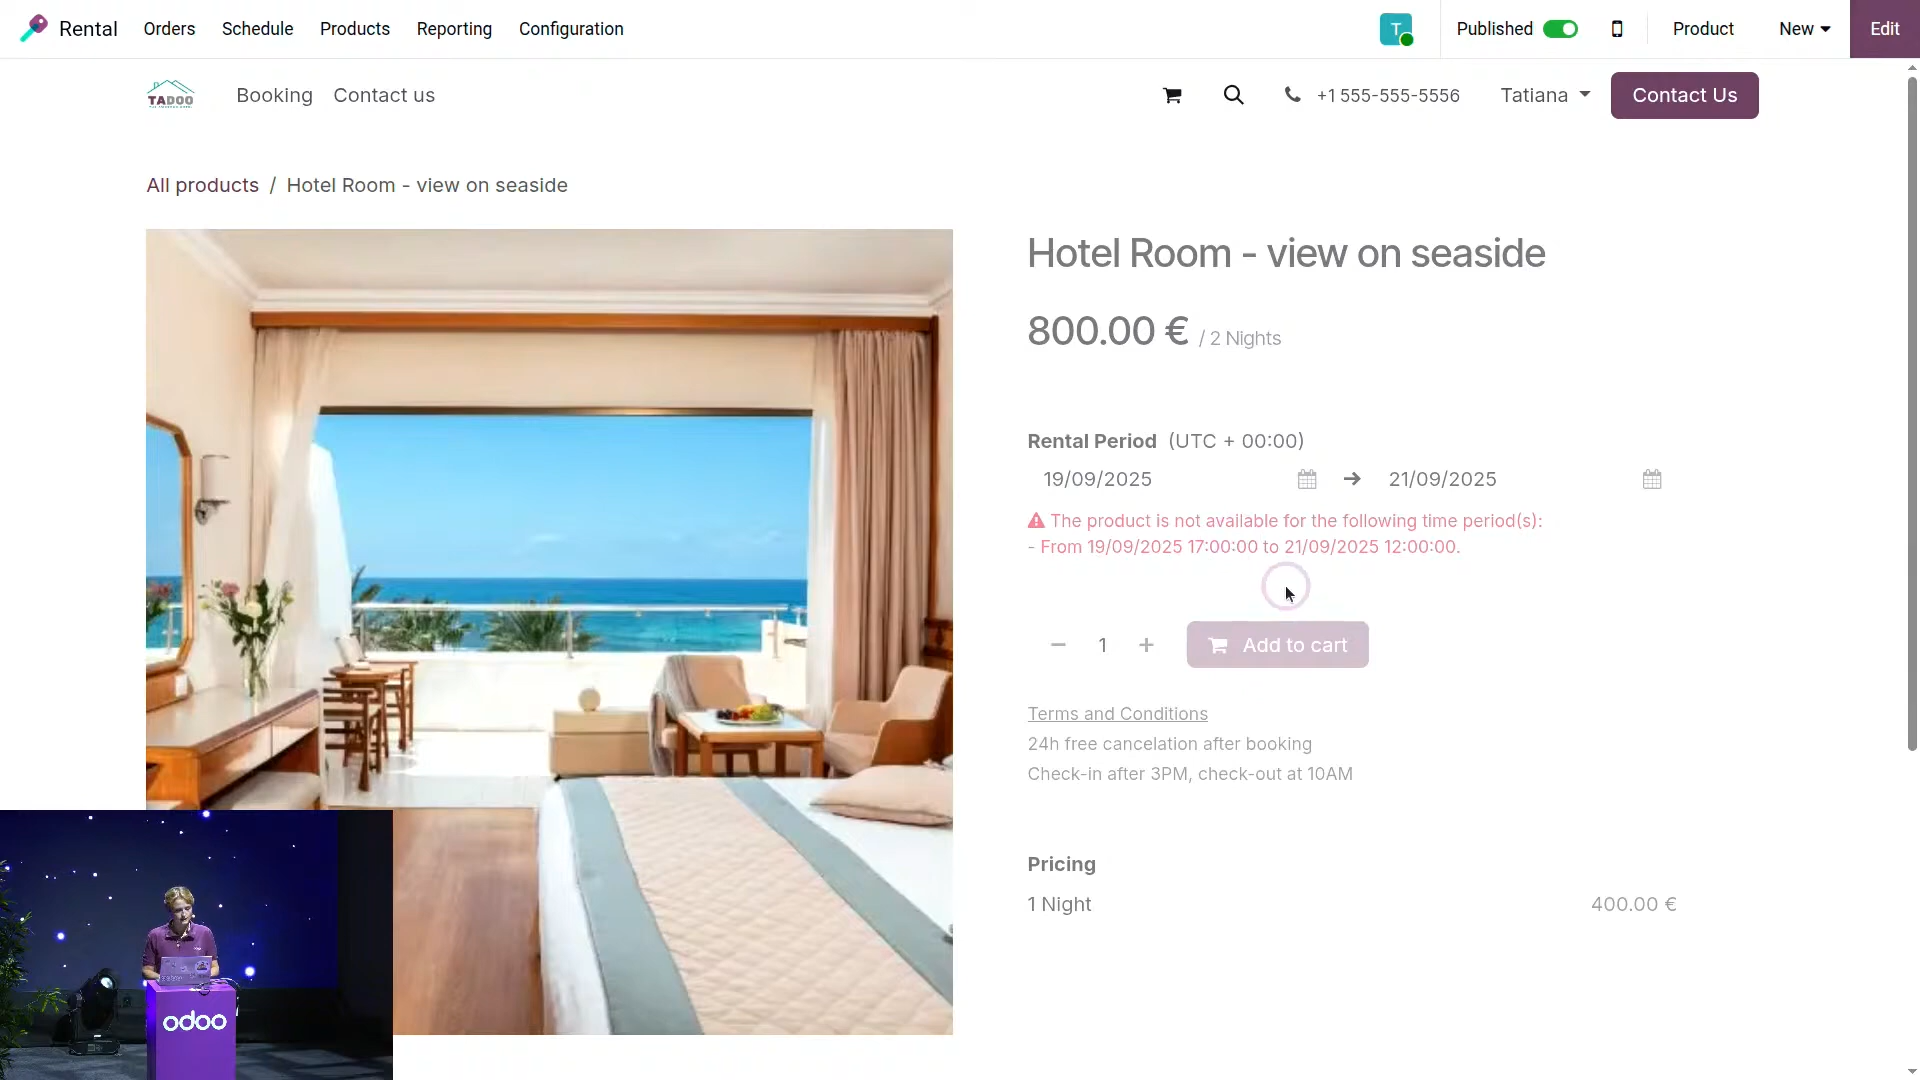 Rental Orders Schedule Products Reporting Configuration T Published Product New Edit
TADOO Booking Contact us +1 555-555-5556 Tatiana Contact Us
All products / Hotel Room - view on seaside
Hotel Room - view on seaside
800.00 € / 2 Nights
Rental Period (UTC + 00:00)
19/09/2025 → 21/09/2025
The product is not available for the following time period(s):
- From 19/09/2025 17:00:00 to 21/09/2025 12:00:00.
− 1 + Add to cart
Terms and Conditions
24h free cancelation after booking
Check-in after 3PM, check-out at 10AM
Pricing
1 Night 400.00 €
odoo